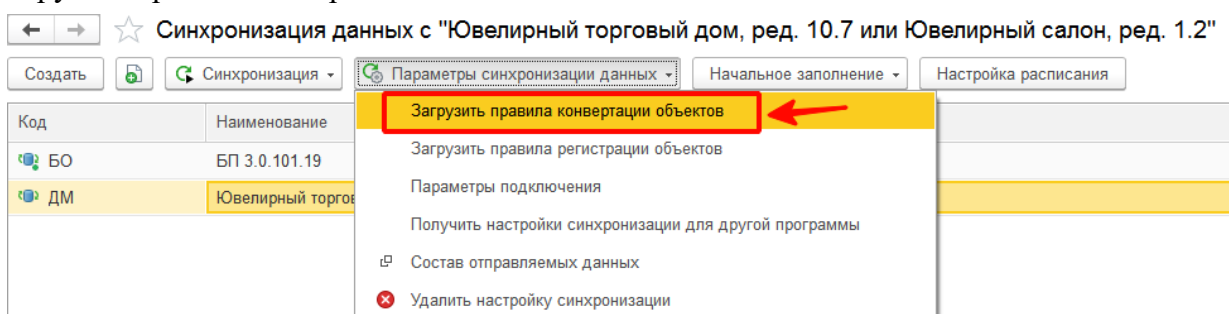 Синхронизация данных с "Ювелирный торговый дом, ред. 10.7 или Ювелирный салон, ред. 1.2"
Создать Синхронизация Параметры синхронизации данных Начальное заполнение Настройка расписания
Код Наименование
Загрузить правила конвертации объектов
Загрузить правила регистрации объектов
БО БП 3.0.101.19
Параметры подключения
ДМ Ювелирный
Получить настройки синхронизации для другой программы
Состав отправляемых данных
Удалить настройку синхронизации